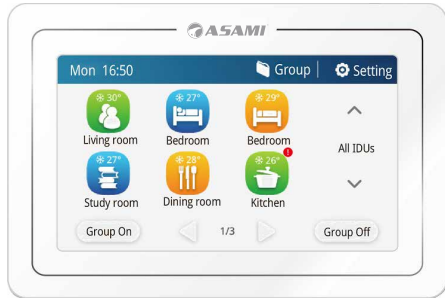 ASAMI
Mon 16:50 Group Setting
30° 27° 29°
Living room Bedroom Bedroom
All IDUs
27° 28° 26° !
Study room Dining room Kitchen
Group On 1/3 Group Off